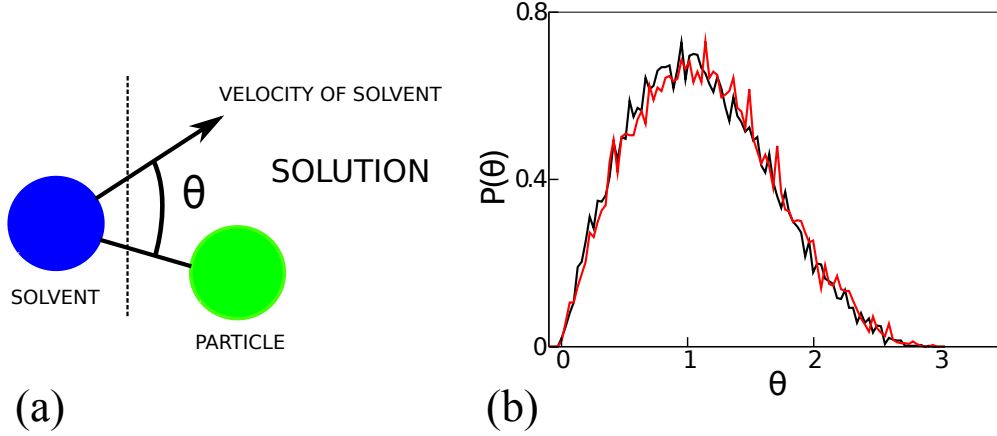 VELOCITY OF SOLVENT
SOLUTION
θ
SOLVENT
PARTICLE
(a)
0.8
0.4
0
P(θ)
0 1 2 3
θ
(b)